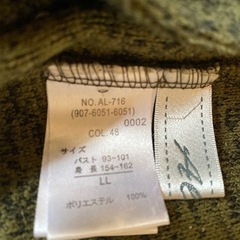 NO. AL-716
(907-6051-6051)
0002
COL. 48
サイズ
バスト 93-101
身 長 154-162
LL
ポリエステル 100%